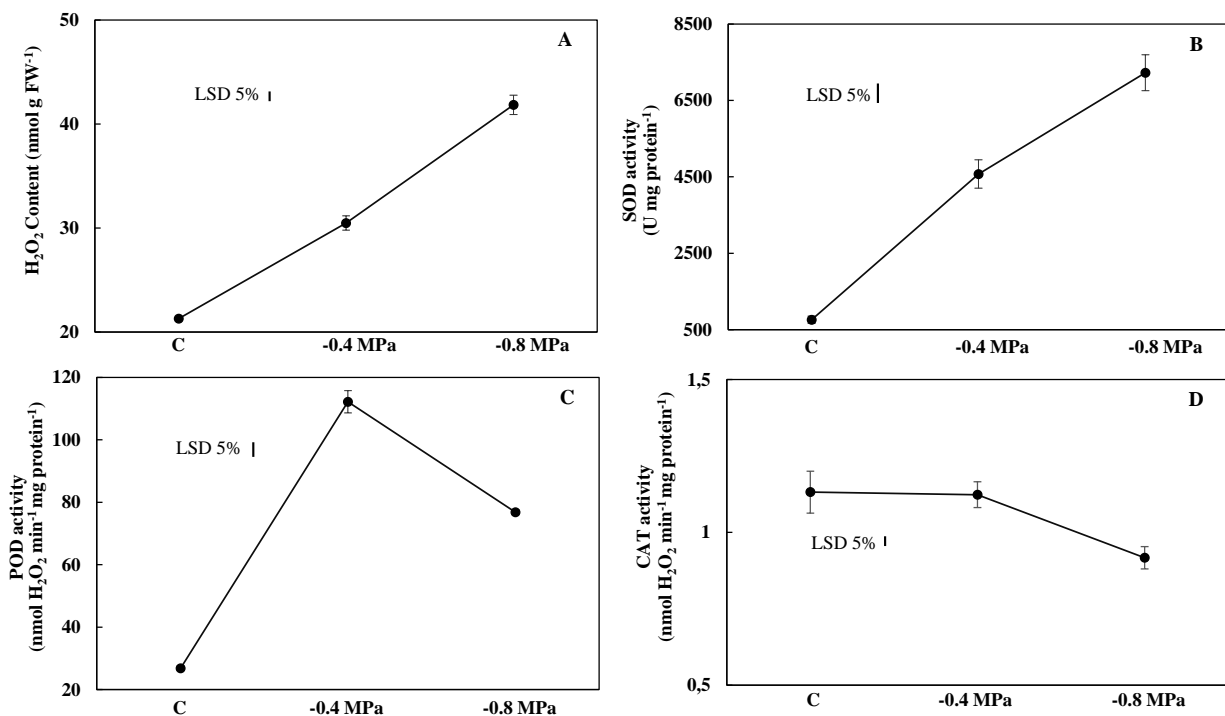 A
H₂O₂ Content (nmol g FW⁻¹)
50
40
30
20
LSD 5%
C
-0.4 MPa
-0.8 MPa
B
SOD activity
(U mg protein⁻¹)
8500
6500
4500
2500
500
LSD 5%
C
-0.4 MPa
-0.8 MPa
C
POD activity
(nmol H₂O₂ min⁻¹ mg protein⁻¹)
120
100
80
60
40
20
LSD 5%
C
-0.4 MPa
-0.8 MPa
D
CAT activity
(nmol H₂O₂ min⁻¹ mg protein⁻¹)
1,5
1
0,5
LSD 5%
C
-0.4 MPa
-0.8 MPa